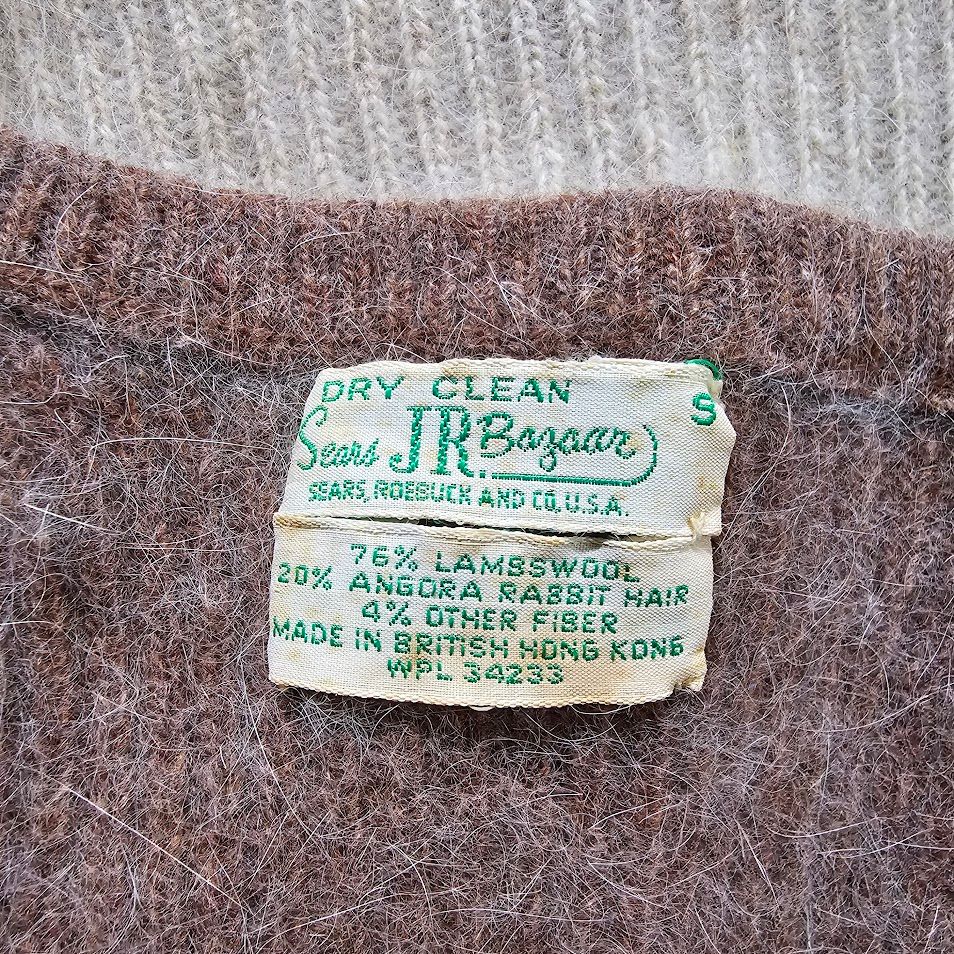 DRY CLEAN
S
Sears JR. Bazaar
SEARS, ROEBUCK AND CO., U.S.A.
76% LAMBSWOOL
20% ANGORA RABBIT HAIR
4% OTHER FIBER
MADE IN BRITISH HONG KONG
WPL 34233